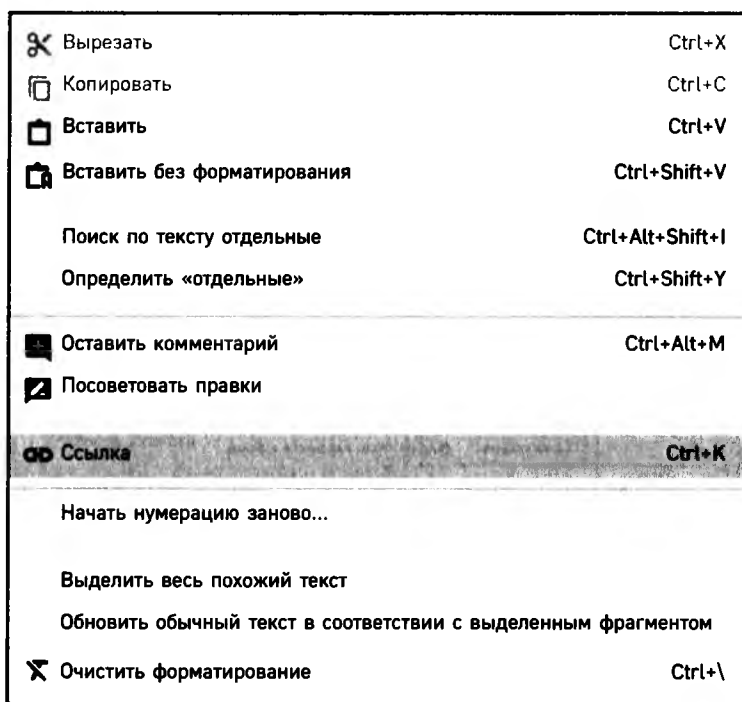 Вырезать Ctrl+X
Копировать Ctrl+C
Вставить Ctrl+V
Вставить без форматирования Ctrl+Shift+V
Поиск по тексту отдельные Ctrl+Alt+Shift+I
Определить «отдельные» Ctrl+Shift+Y
Оставить комментарий Ctrl+Alt+M
Посоветовать правки
Ссылка Ctrl+K
Начать нумерацию заново...
Выделить весь похожий текст
Обновить обычный текст в соответствии с выделенным фрагментом
Очистить форматирование Ctrl+\